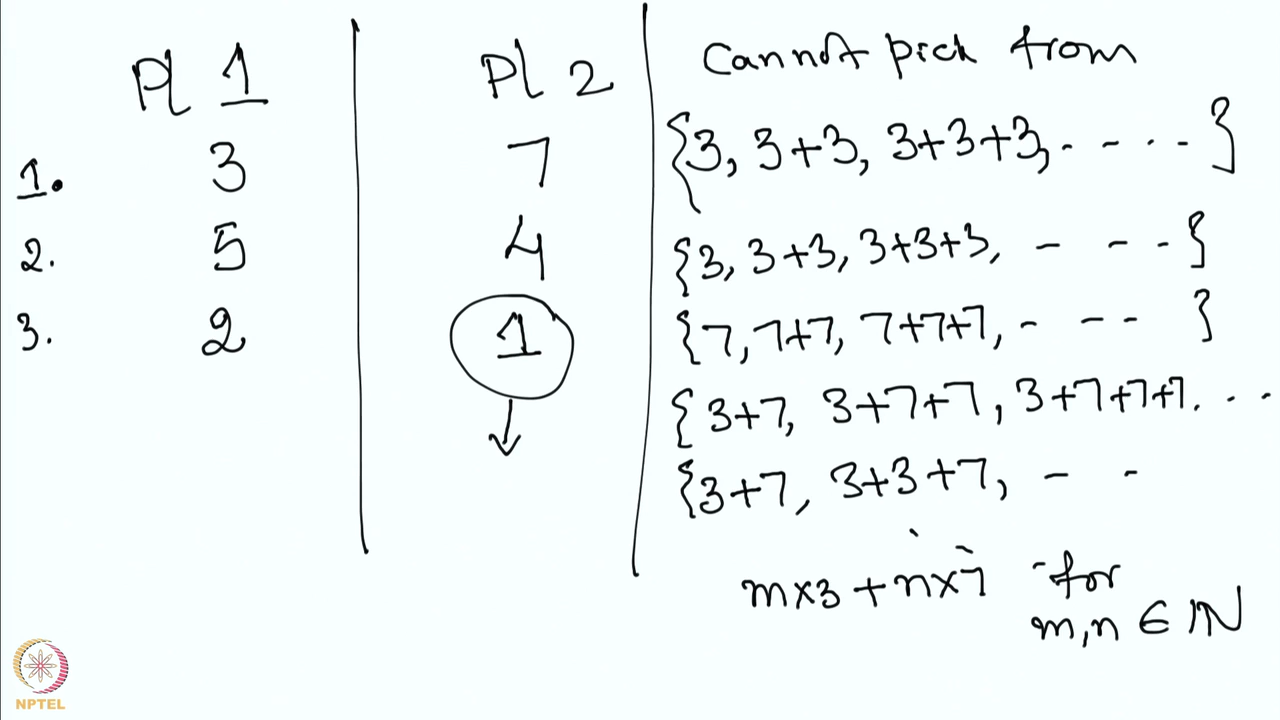 Pl 1 Pl 2 Cannot pick from
1. 3 7 {3, 3+3, 3+3+3, - - - - }
2. 5 4 {3, 3+3, 3+3+3, - - - }
3. 2 1 {7, 7+7, 7+7+7, - - - }
{3+7, 3+7+7, 3+7+7+7, ...
{3+7, 3+3+7, - -
m×3 + n×7 for
m,n ∈ ℕ
NPTEL